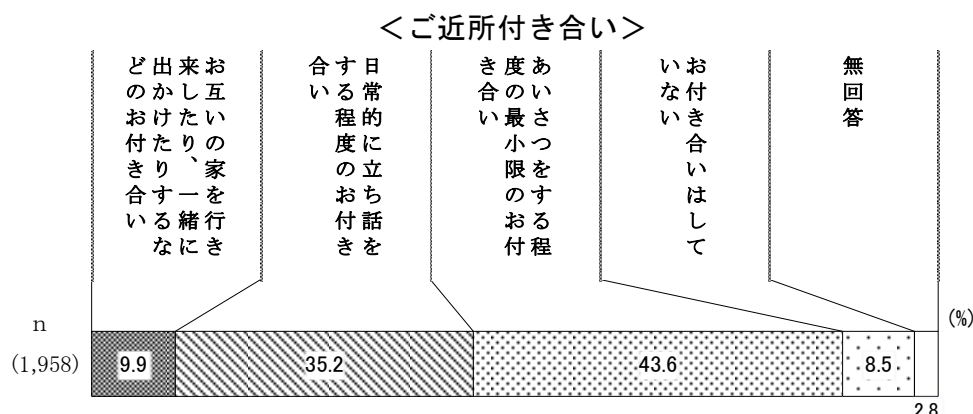 ＜ご近所付き合い＞
お互いの家を行き
来したり、一緒に
出かけたりするな
どのお付き合い
日常的に立ち話を
する程度のお付き
合い
あいさつをする程
度の最小限のお付
き合い
お付き合いはして
いない
無回答
n
(%)
(1,958)
9.9
35.2
43.6
8.5
2.8